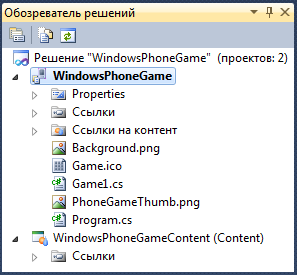 Обозреватель решений
Решение "WindowsPhoneGame" (проектов: 2)
WindowsPhoneGame
Properties
Ссылки
Ссылки на контент
Background.png
Game.ico
Game1.cs
PhoneGameThumb.png
Program.cs
WindowsPhoneGameContent (Content)
Ссылки